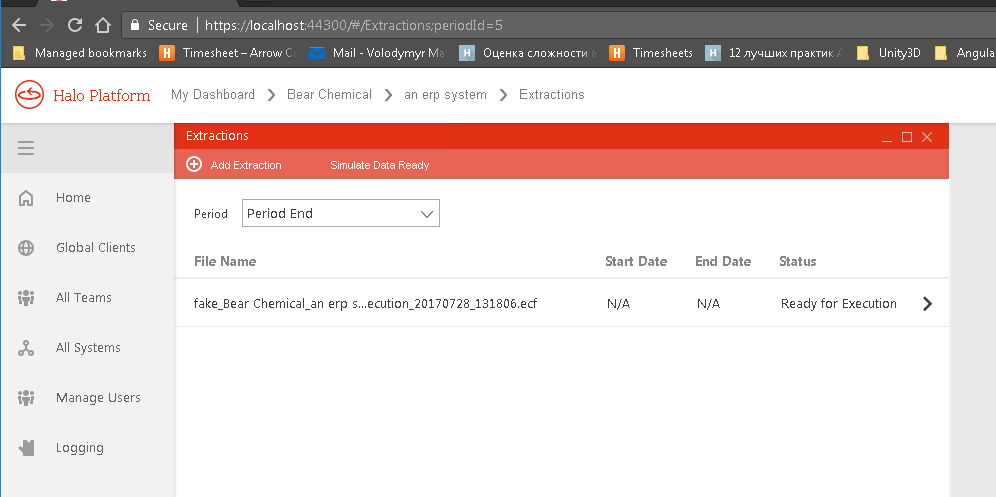 Secure https://localhost:44300/#/Extractions;periodId=5
Managed bookmarks Timesheet – Arrow C Mail - Volodymyr Ma Оценка сложности Timesheets 12 лучших практик Unity3D Angula
Halo Platform My Dashboard Bear Chemical an erp system Extractions
Extractions
Add Extraction Simulate Data Ready
Home
Global Clients
All Teams
All Systems
Manage Users
Logging
Period Period End
File Name Start Date End Date Status
fake_Bear Chemical_an erp s...ecution_20170728_131806.ecf N/A N/A Ready for Execution